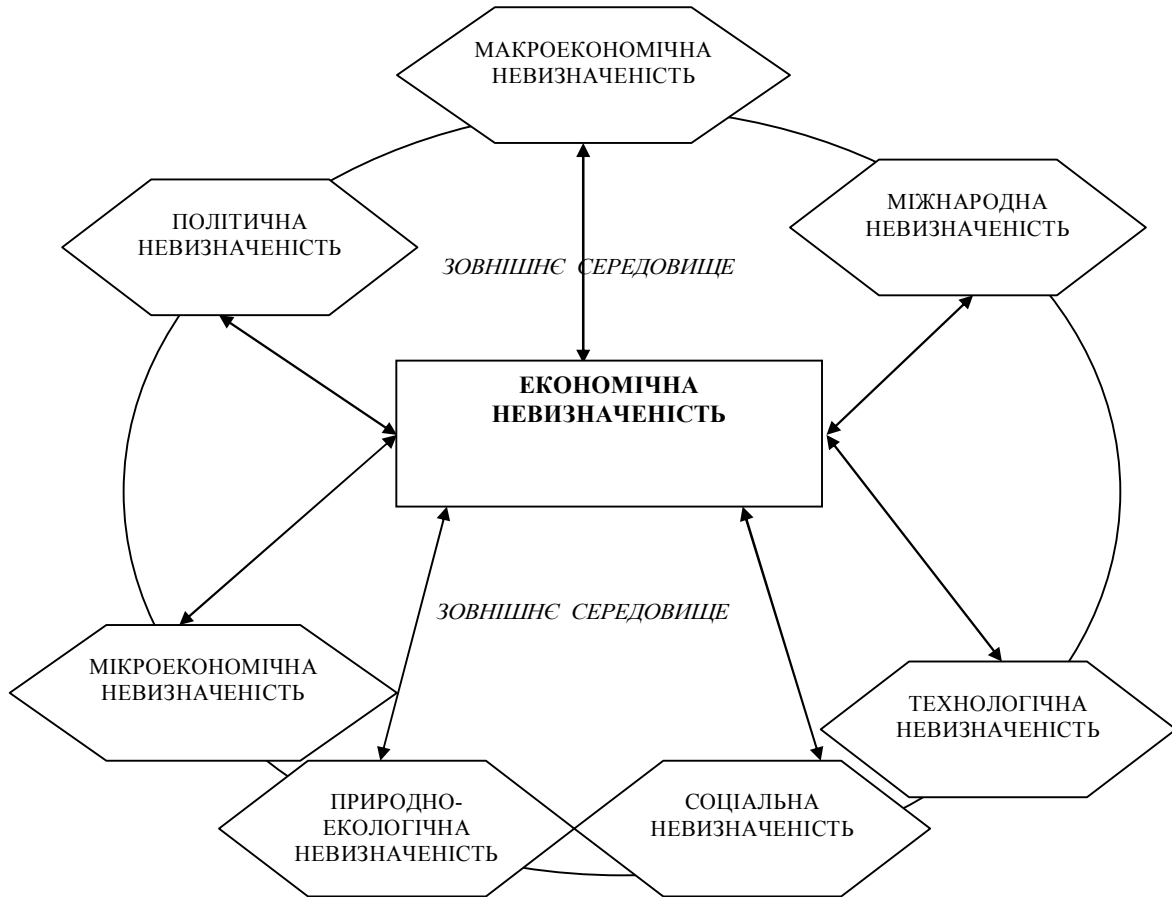 МАКРОЕКОНОМІЧНА
НЕВИЗНАЧЕНІСТЬ
ПОЛІТИЧНА
НЕВИЗНАЧЕНІСТЬ
МІЖНАРОДНА
НЕВИЗНАЧЕНІСТЬ
ЗОВНІШНЄ СЕРЕДОВИЩЕ
ЕКОНОМІЧНА
НЕВИЗНАЧЕНІСТЬ
ЗОВНІШНЄ СЕРЕДОВИЩЕ
МІКРОЕКОНОМІЧНА
НЕВИЗНАЧЕНІСТЬ
ТЕХНОЛОГІЧНА
НЕВИЗНАЧЕНІСТЬ
ПРИРОДНО-
ЕКОЛОГІЧНА
НЕВИЗНАЧЕНІСТЬ
СОЦІАЛЬНА
НЕВИЗНАЧЕНІСТЬ